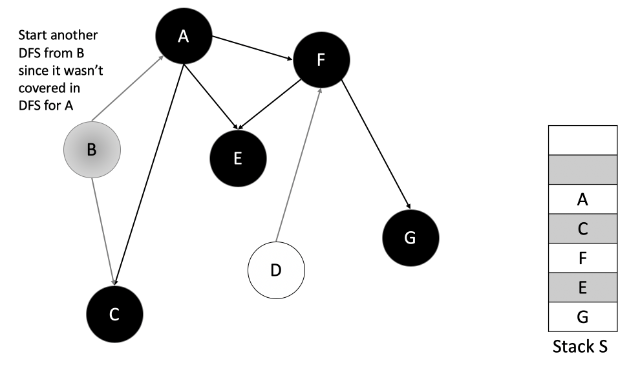 Start another
DFS from B
since it wasn't
covered in
DFS for A
A
F
B
E
G
D
C
A
C
F
E
G
Stack S